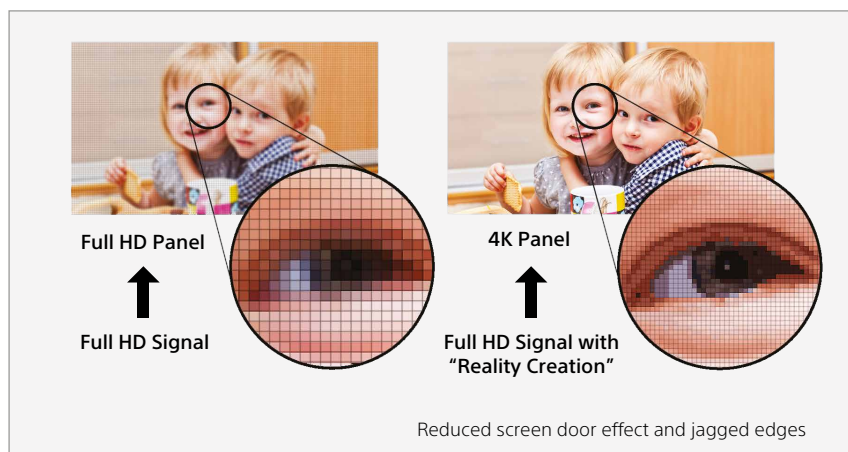 Full HD Panel
Full HD Signal
4K Panel
Full HD Signal with
“Reality Creation”
Reduced screen door effect and jagged edges